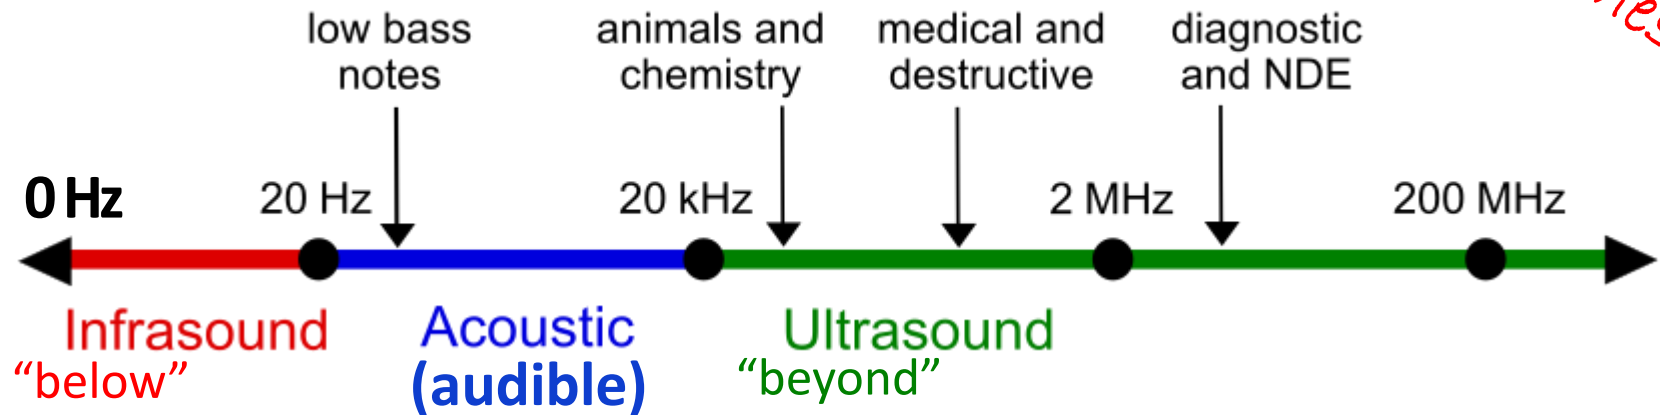 low bass
notes
animals and
chemistry
medical and
destructive
diagnostic
and NDE
0 Hz
20 Hz
20 kHz
2 MHz
200 MHz
Infrasound
Acoustic
Ultrasound
“below”
(audible)
“beyond”